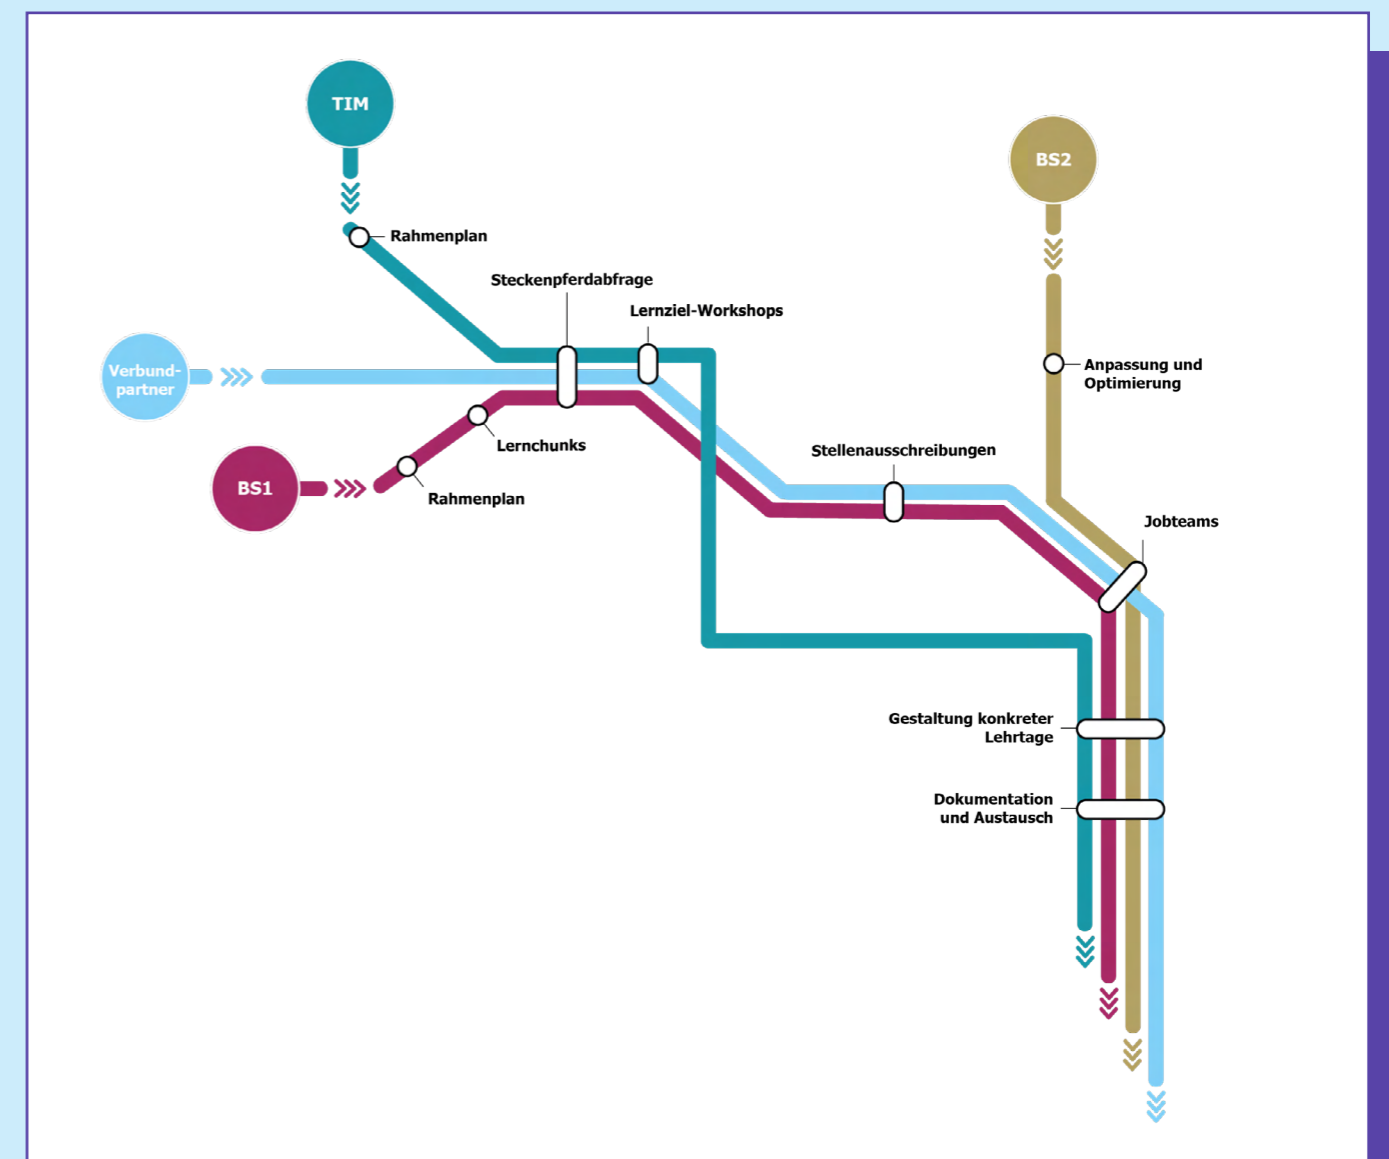 TIM
BS2
Rahmenplan
Steckenpferdabfrage
Lernziel-Workshops
Verbund-
partner
Anpassung und
Optimierung
Lernchunks
Stellenausschreibungen
BS1
Rahmenplan
Jobteams
Gestaltung konkreter
Lehrtage
Dokumentation
und Austausch